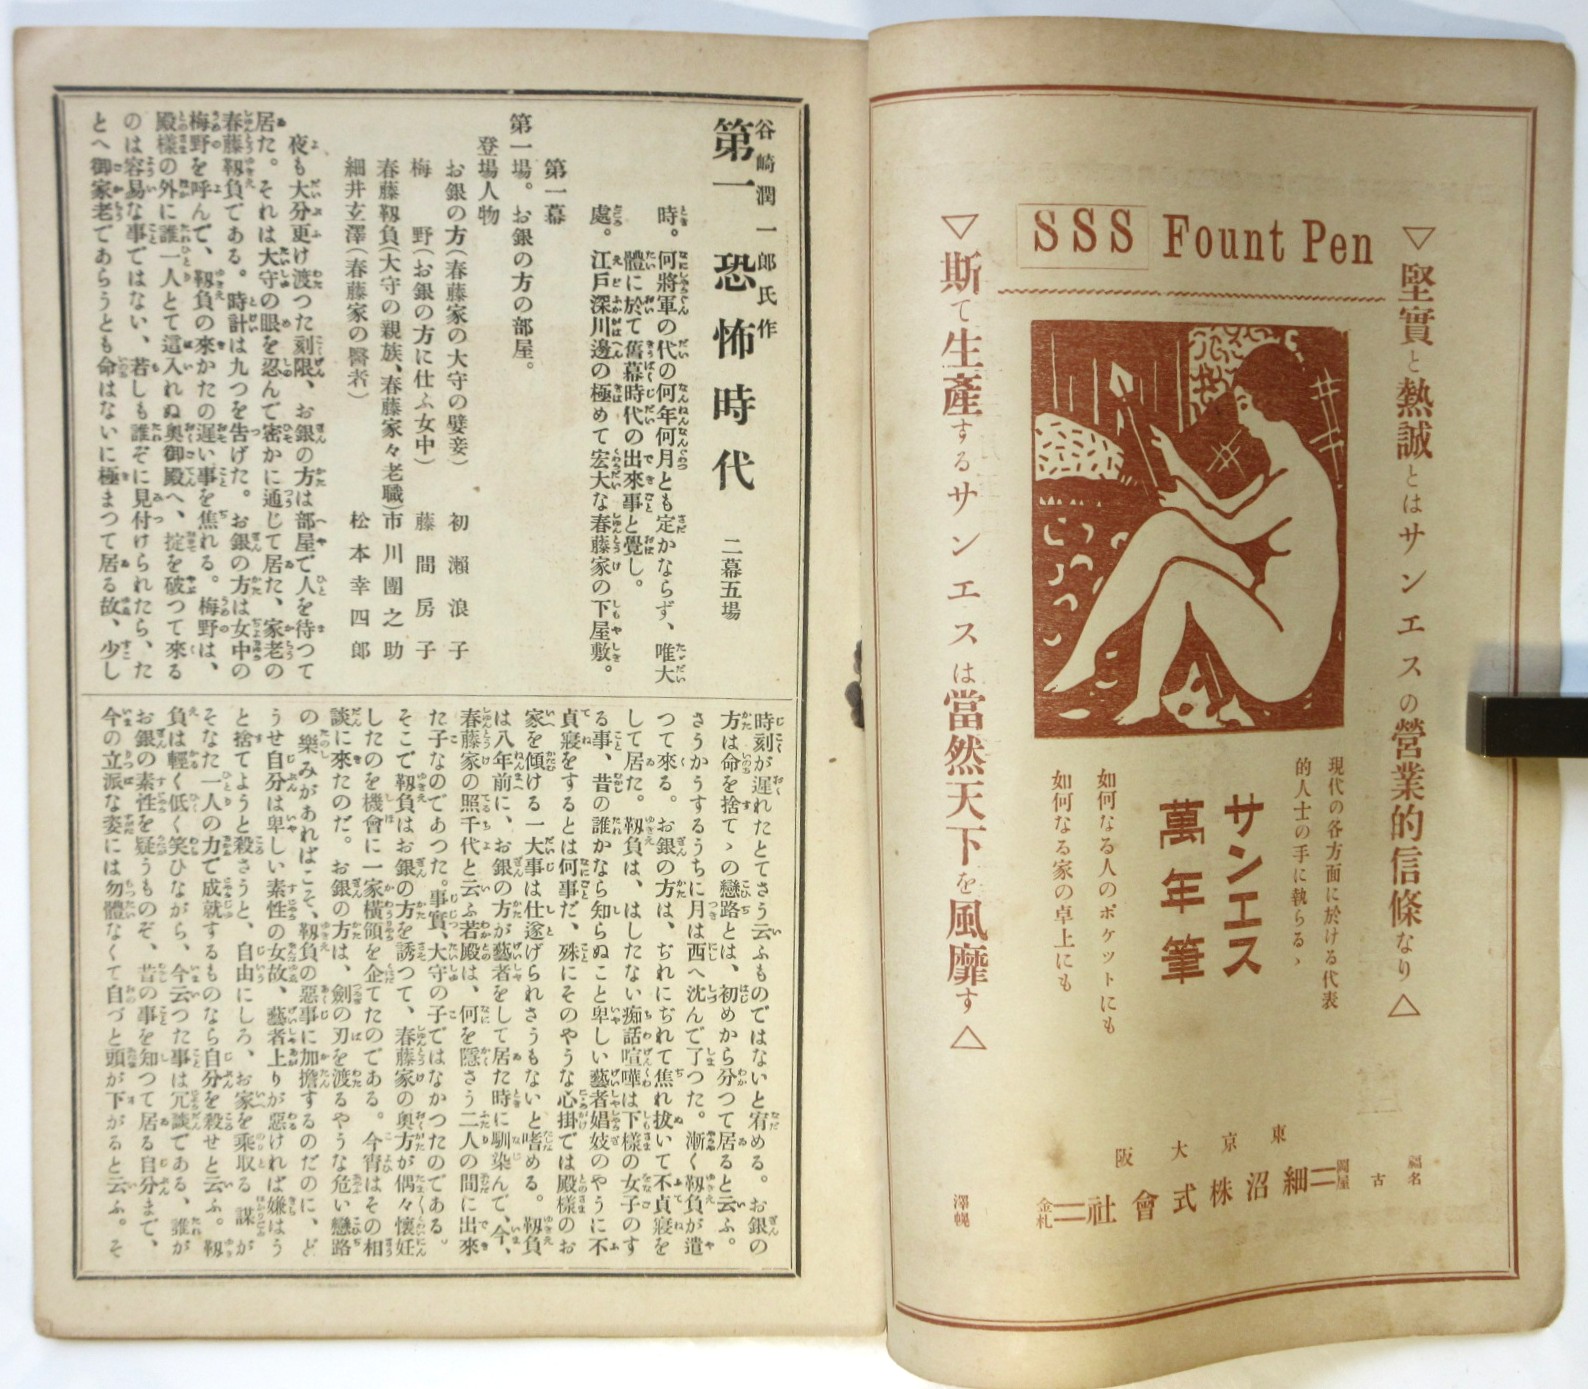 SSS Fount Pen
▽堅實と熱誠とはサンエスの營業的信條なり△
▽斯て生產するサンエスは當然天下を風靡す△
現代の各方面に於ける代表
的人士の手に執らるゝ
サンエス
萬年筆
如何なる人のポケットにも
如何なる家の卓上にも
東京大阪
福岡 名古屋
細沼株式會社
金澤 札幌
谷崎潤一郎氏作
第一 恐怖時代 二幕五場
時。何將軍の代の何年何月とも定かならず、唯大
體に於て舊幕時代の出來事と覺し。
處。江戸深川邊の極めて宏大な春藤家の下屋敷。
第一幕
第一場。お銀の方の部屋。
登場人物
お銀の方(春藤家の大守の嬖妾) 初瀨浪子
梅野(お銀の方に仕ふ女中) 藤間房子
春藤靱負(大守の親族、春藤家々老職) 市川團之助
細井玄澤(春藤家の醫者) 松本幸四郎
夜も大分更け渡つた刻限、お銀の方は部屋で人を待つて
居た。それは大守の眼を忍んで密かに通じて居た、家老の
春藤靱負である。時計は九つを告げた。お銀の方は女中の
梅野を呼んで、靱負の來かたの遲い事を焦れる。梅野は、
殿樣の外に誰一人とて這入れぬ奧御殿へ、掟を破つて來る
のは容易な事ではない、若しも誰ぞに見付けられたら、た
とへ御家老であらうとも命はないに極まつて居る故、少し
時刻が遲れたとてさう云ふものではないと宥める。お銀の
方は命を捨てゝの戀路とは、初めから分つて居ると云ふ。
さうかうするうちに月は西へ沈んで了つた。漸く靱負が遣
つて來る。お銀の方は、ぢれにぢれて焦れ拔いて不貞寢を
して居た。靱負は、はしたない痴話喧嘩は下樣の女子のす
る事、昔の誰かなら知らぬこと卑しい藝者娼妓のやうに不
貞寢をするとは何事だ、殊にそのやうな心掛では殿樣のお
家を傾ける一大事は仕遂げられさうもないと嗜める。靱負
は八年前に、お銀の方が藝者をして居た時に馴染んで、今、
春藤家の照千代と云ふ若殿は、何を隱さう二人の間に出來
た子なのであつた。事實、大守の子ではなかつたのである。
そこで靱負はお銀の方を誘つて、春藤家の奧方が偶々懷妊
したのを機會に一家橫領を企てたのである。今宵はその相
談に來たのだ。お銀の方は、劍の刃を渡るやうな危い戀路
の樂みがあればこそ、靱負の惡事に加擔するのだのに、ど
うせ自分は卑しい素性の女故、藝者上りが惡ければ嫌はう
と捨てようと殺さうと、自由にしろ、お家を乘取る謀が
そなた一人の力で成就するものなら自分を殺せと云ふ。靱
負は輕く低く笑ひながら、今云つた事は冗談である、誰が
お銀の素性を疑うものぞ、昔の事を知つて居る自分まで、
今の立派な姿には勿體なくて自づと頭が下がると云ふ。そ